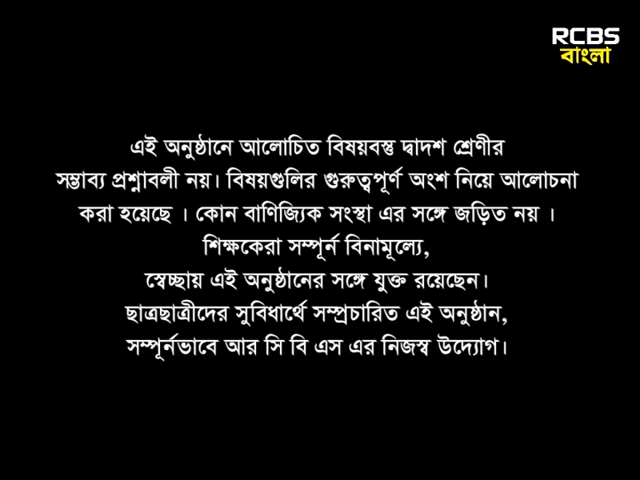 RCBS
বাংলা
এই অনুষ্ঠানে আলোচিত বিষয়বস্তু দ্বাদশ শ্রেণীর
সম্ভাব্য প্রশ্নাবলী নয়। বিষয়গুলির গুরুত্বপূর্ণ অংশ নিয়ে আলোচনা
করা হয়েছে । কোন বাণিজ্যিক সংস্থা এর সঙ্গে জড়িত নয় ।
শিক্ষকেরা সম্পূর্ন বিনামূল্যে,
স্বেচ্ছায় এই অনুষ্ঠানের সঙ্গে যুক্ত রয়েছেন।
ছাত্রছাত্রীদের সুবিধার্থে সম্প্রচারিত এই অনুষ্ঠান,
সম্পূর্নভাবে আর সি বি এস এর নিজস্ব উদ্যোগ।